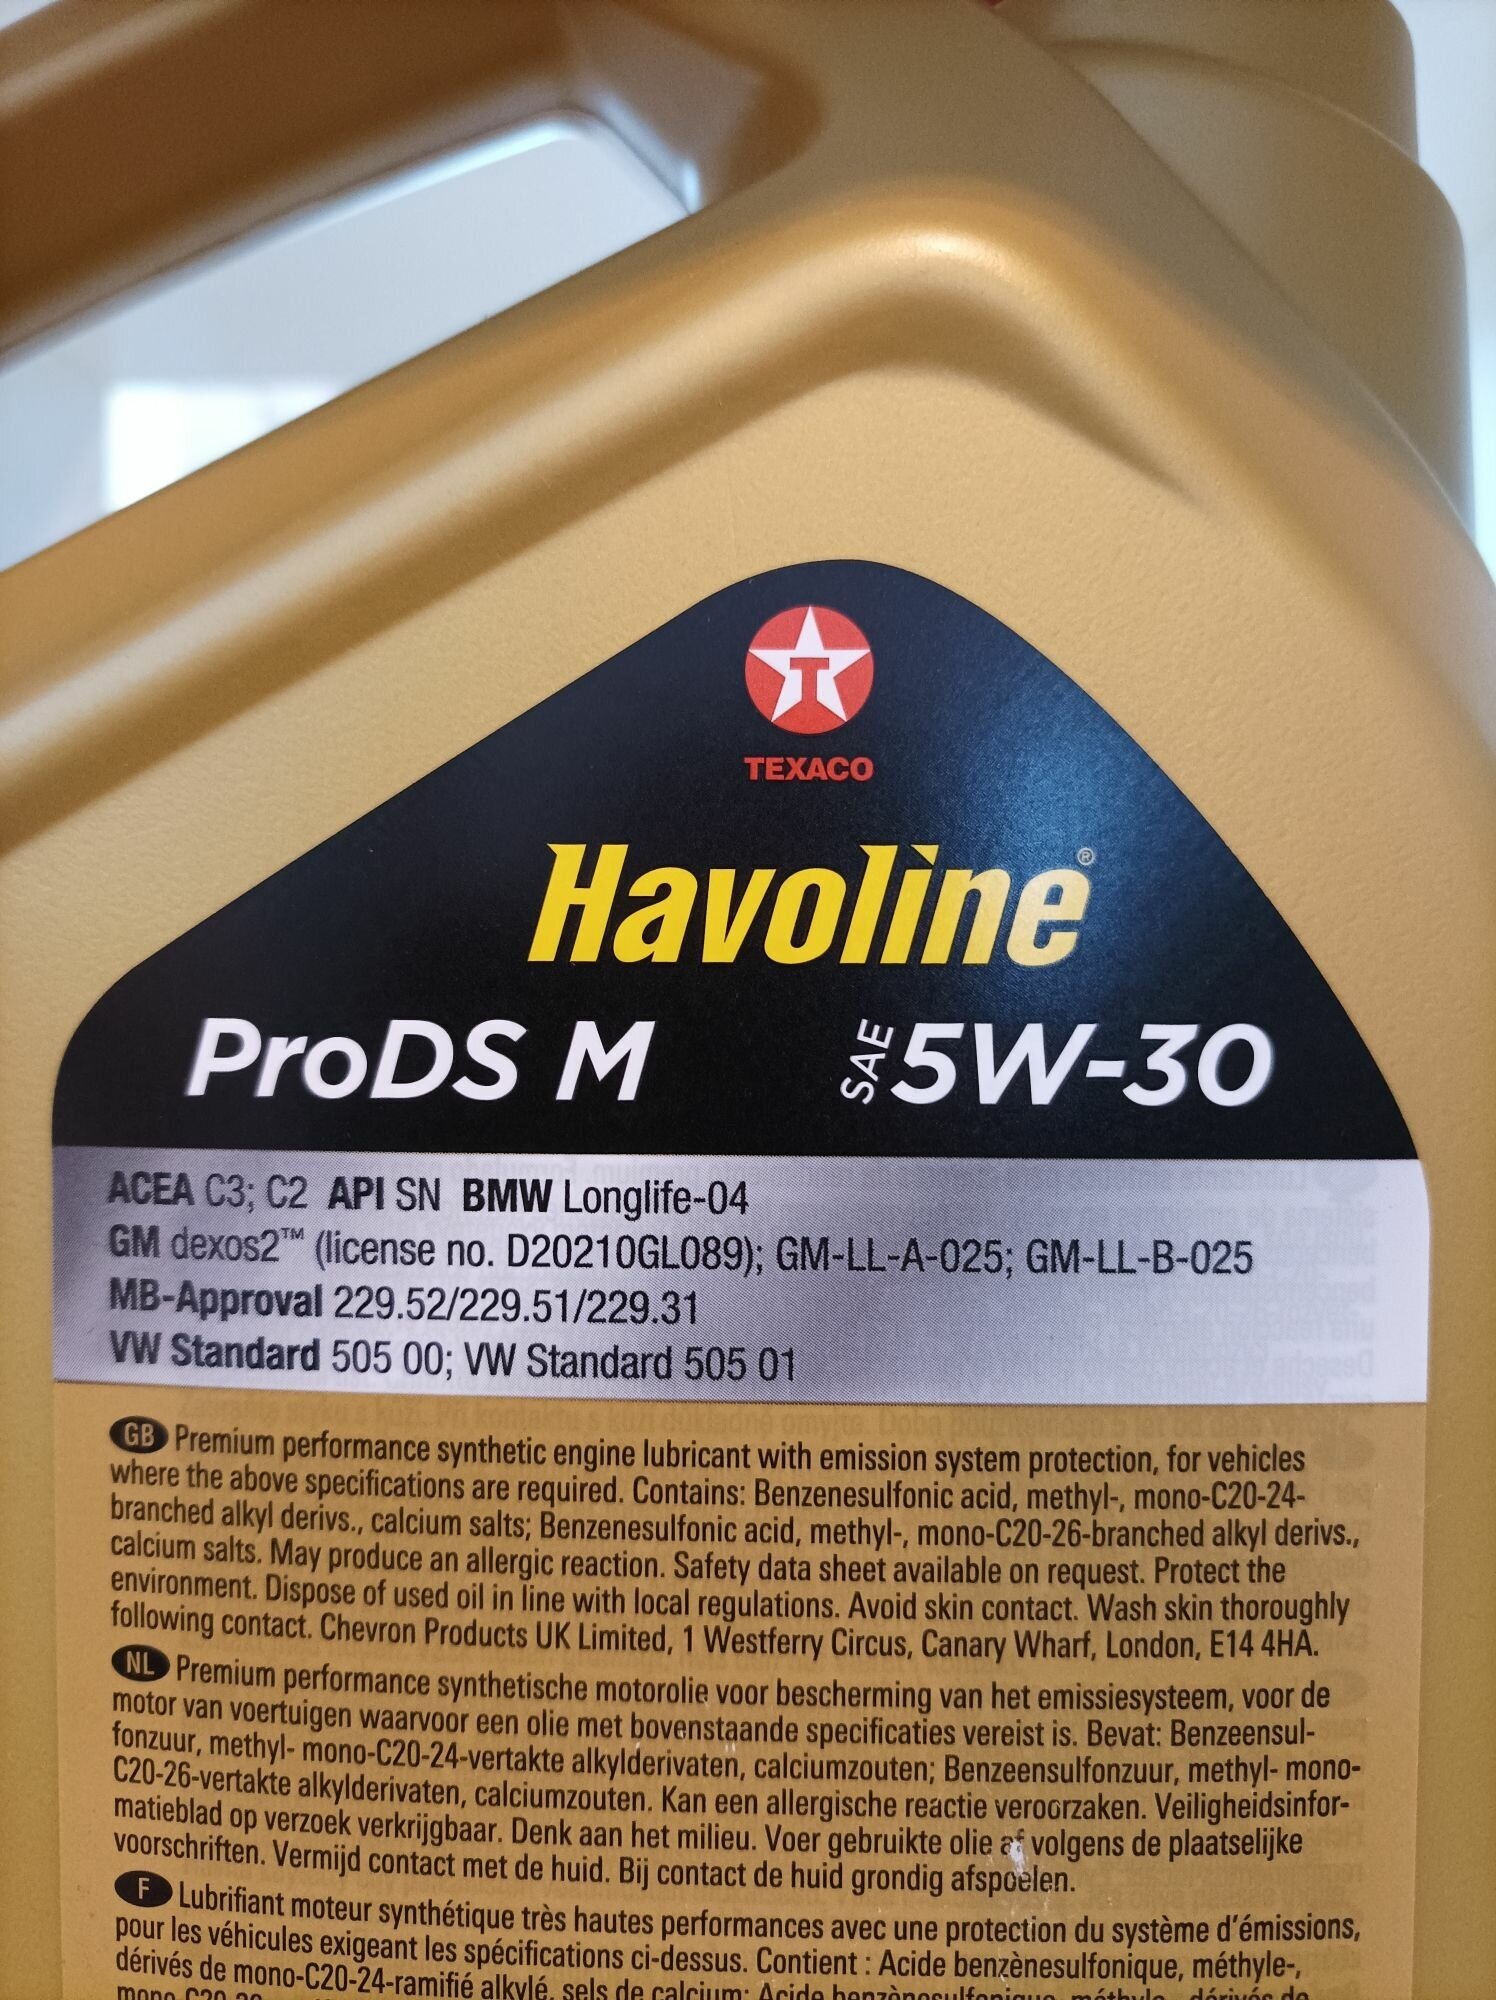 T
TEXACO
Havoline®
ProDS M SAE 5W-30
ACEA C3; C2 API SN BMW Longlife-04
GM dexos2™ (license no. D20210GL089); GM-LL-A-025; GM-LL-B-025
MB-Approval 229.52/229.51/229.31
VW Standard 505 00; VW Standard 505 01
GB Premium performance synthetic engine lubricant with emission system protection, for vehicles
where the above specifications are required. Contains: Benzenesulfonic acid, methyl-, mono-C20-24-
branched alkyl derivs., calcium salts; Benzenesulfonic acid, methyl-, mono-C20-26-branched alkyl derivs.,
calcium salts. May produce an allergic reaction. Safety data sheet available on request. Protect the
environment. Dispose of used oil in line with local regulations. Avoid skin contact. Wash skin thoroughly
following contact. Chevron Products UK Limited, 1 Westferry Circus, Canary Wharf, London, E14 4HA.
NL Premium performance synthetische motorolie voor bescherming van het emissiesysteem, voor de
motor van voertuigen waarvoor een olie met bovenstaande specificaties vereist is. Bevat: Benzeensul-
fonzuur, methyl- mono-C20-24-vertakte alkylderivaten, calciumzouten; Benzeensulfonzuur, methyl- mono-
C20-26-vertakte alkylderivaten, calciumzouten. Kan een allergische reactie veroorzaken. Veiligheidsinfor-
matieblad op verzoek verkrijgbaar. Denk aan het milieu. Voer gebruikte olie af volgens de plaatselijke
voorschriften. Vermijd contact met de huid. Bij contact de huid grondig afspoelen.
F Lubrifiant moteur synthétique très hautes performances avec une protection du système d'émissions,
pour les véhicules exigeant les spécifications ci-dessus. Contient : Acide benzènesulfonique, méthyle-,
dérivés de mono-C20-24-ramifié alkylé, sels de calcium; Acide benzènesulfonique, méthyle-, dérivés de